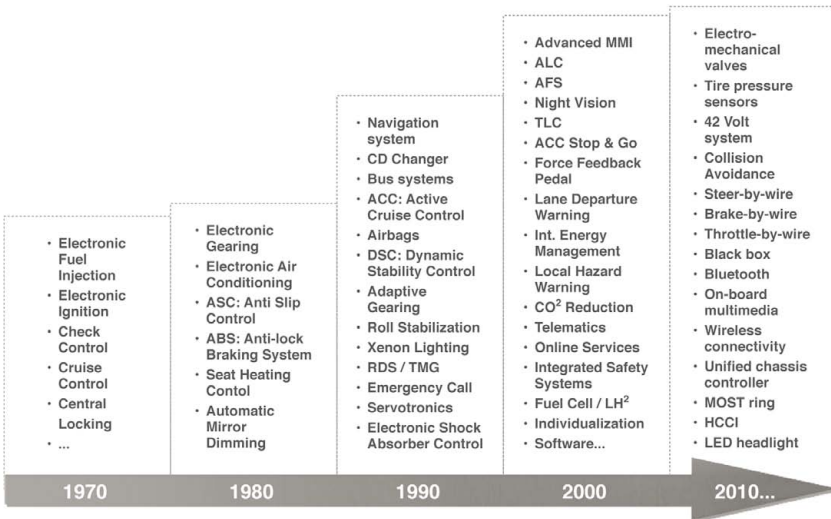 • Electronic
Fuel
Injection
• Electronic
Ignition
• Check
Control
• Cruise
Control
• Central
Locking
• ...
• Electronic
Gearing
• Electronic Air
Conditioning
• ASC: Anti Slip
Control
• ABS: Anti-lock
Braking System
• Seat Heating
Contol
• Automatic
Mirror
Dimming
• Navigation
system
• CD Changer
• Bus systems
• ACC: Active
Cruise Control
• Airbags
• DSC: Dynamic
Stability Control
• Adaptive
Gearing
• Roll Stabilization
• Xenon Lighting
• RDS / TMG
• Emergency Call
• Servotronics
• Electronic Shock
Absorber Control
• Advanced MMI
• ALC
• AFS
• Night Vision
• TLC
• ACC Stop & Go
• Force Feedback
Pedal
• Lane Departure
Warning
• Int. Energy
Management
• Local Hazard
Warning
• CO² Reduction
• Telematics
• Online Services
• Integrated Safety
Systems
• Fuel Cell / LH²
• Individualization
• Software...
• Electro-
mechanical
valves
• Tire pressure
sensors
• 42 Volt
system
• Collision
Avoidance
• Steer-by-wire
• Brake-by-wire
• Throttle-by-wire
• Black box
• Bluetooth
• On-board
multimedia
• Wireless
connectivity
• Unified chassis
controller
• MOST ring
• HCCI
• LED headlight
1970
1980
1990
2000
2010...